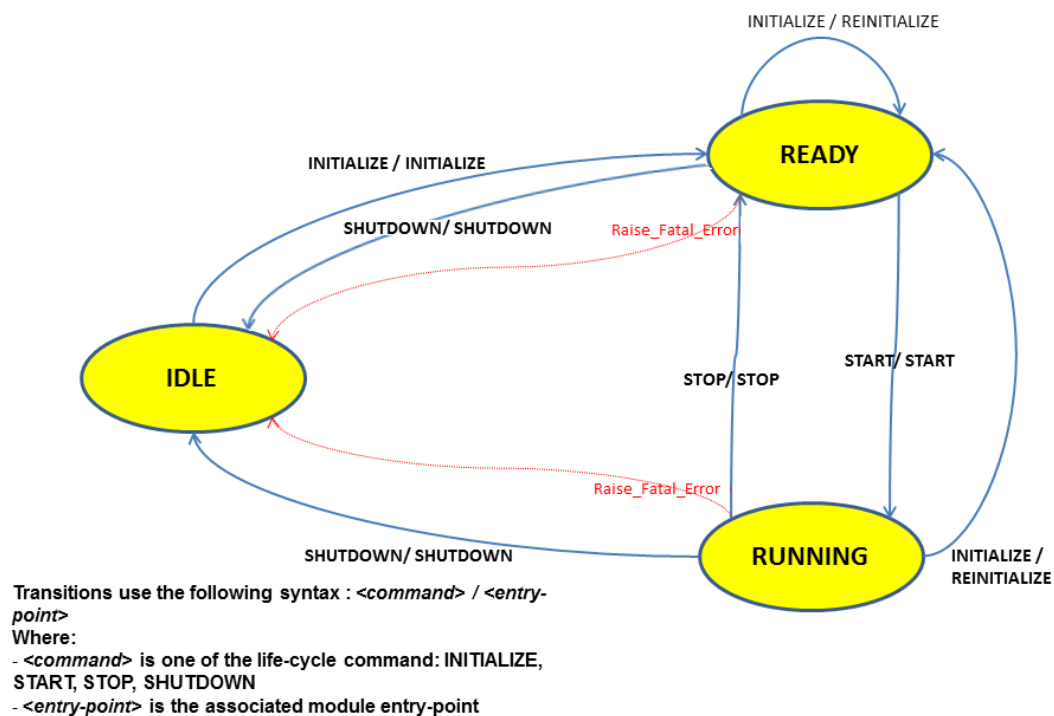 INITIALIZE / REINITIALIZE
READY
INITIALIZE / INITIALIZE
SHUTDOWN/ SHUTDOWN
Raise_Fatal_Error
IDLE
STOP/ STOP
START/ START
Raise_Fatal_Error
SHUTDOWN/ SHUTDOWN
RUNNING
INITIALIZE /
REINITIALIZE
Transitions use the following syntax : <command> / <entry-
point>
Where:
- <command> is one of the life-cycle command: INITIALIZE,
START, STOP, SHUTDOWN
- <entry-point> is the associated module entry-point